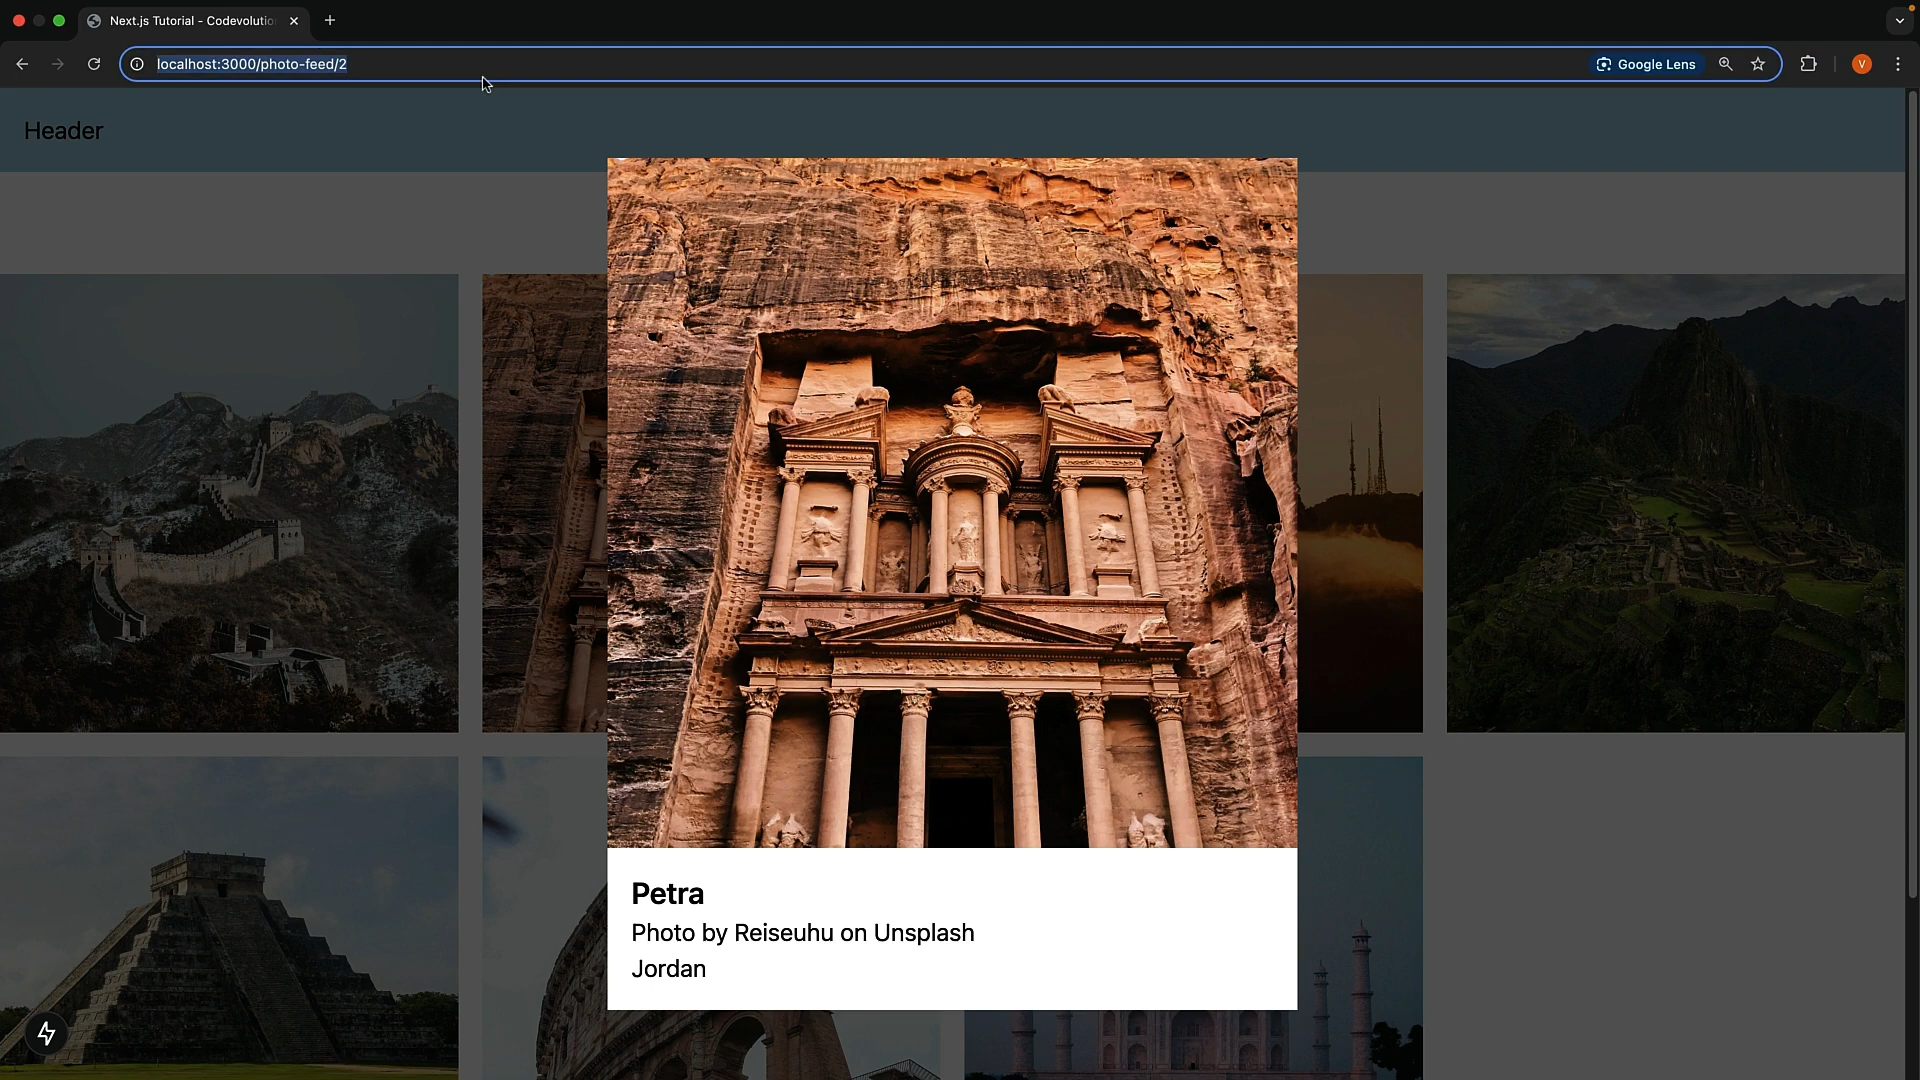 Next.js Tutorial - Codevolutio
localhost:3000/photo-feed/2
Google Lens
V
Header
Petra
Photo by Reiseuhu on Unsplash
Jordan